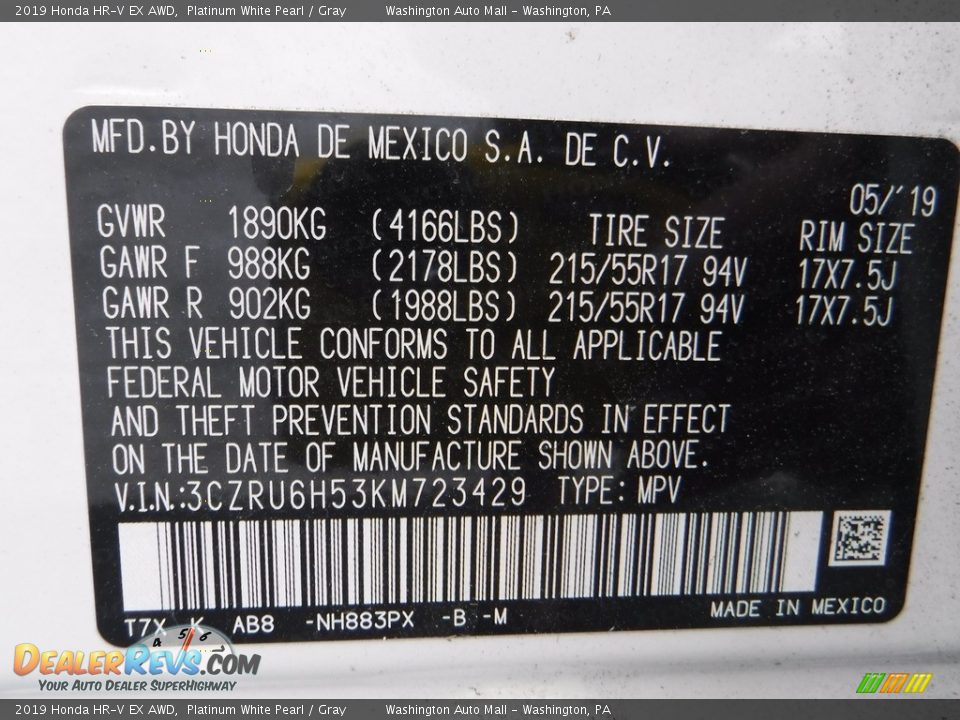 2019 Honda HR-V EX AWD, Platinum White Pearl / Gray Washington Auto Mall - Washington, PA
MFD. BY HONDA DE MEXICO S.A. DE C.V.
05/'19
GVWR 1890KG (4166LBS) TIRE SIZE RIM SIZE
GAWR F 988KG (2178LBS) 215/55R17 94V 17X7.5J
GAWR R 902KG (1988LBS) 215/55R17 94V 17X7.5J
THIS VEHICLE CONFORMS TO ALL APPLICABLE
FEDERAL MOTOR VEHICLE SAFETY
AND THEFT PREVENTION STANDARDS IN EFFECT
ON THE DATE OF MANUFACTURE SHOWN ABOVE.
V.I.N.:3CZRU6H53KM723429 TYPE: MPV
T7X K AB8 -NH883PX -B -M MADE IN MEXICO
4 5 6
DEALERREVS.COM
YOUR AUTO DEALER SUPERHIGHWAY
2019 Honda HR-V EX AWD, Platinum White Pearl / Gray Washington Auto Mall - Washington, PA